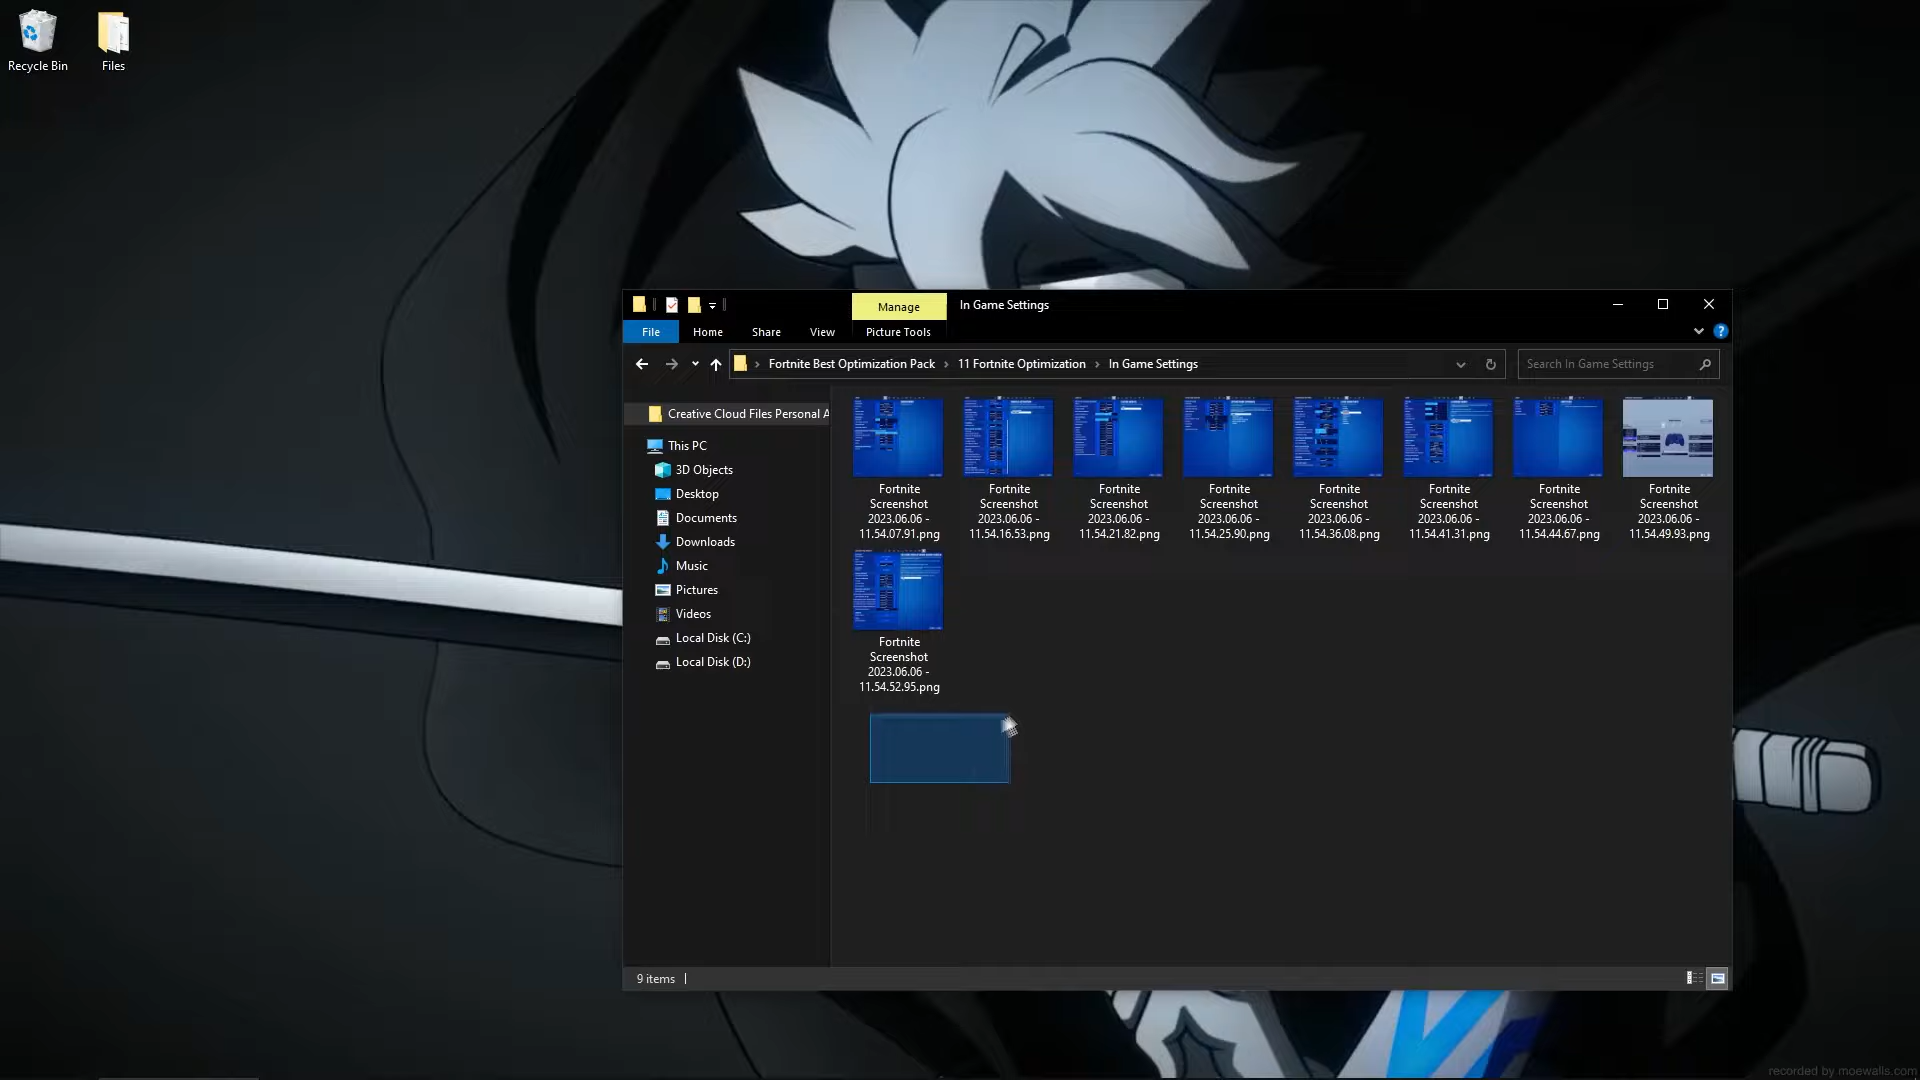 Recycle Bin
Files
Manage
In Game Settings
File
Home
Share
View
Picture Tools
Fortnite Best Optimization Pack
11 Fortnite Optimization
In Game Settings
Search In Game Settings
Creative Cloud Files Personal A
This PC
3D Objects
Desktop
Documents
Downloads
Music
Pictures
Videos
Local Disk (C:)
Local Disk (D:)
Fortnite
Screenshot
2023.06.06 -
11.54.07.91.png
Fortnite
Screenshot
2023.06.06 -
11.54.16.53.png
Fortnite
Screenshot
2023.06.06 -
11.54.21.82.png
Fortnite
Screenshot
2023.06.06 -
11.54.25.90.png
Fortnite
Screenshot
2023.06.06 -
11.54.36.08.png
Fortnite
Screenshot
2023.06.06 -
11.54.41.31.png
Fortnite
Screenshot
2023.06.06 -
11.54.44.67.png
Fortnite
Screenshot
2023.06.06 -
11.54.49.93.png
Fortnite
Screenshot
2023.06.06 -
11.54.52.95.png
9 items
recorded by moewalls.com